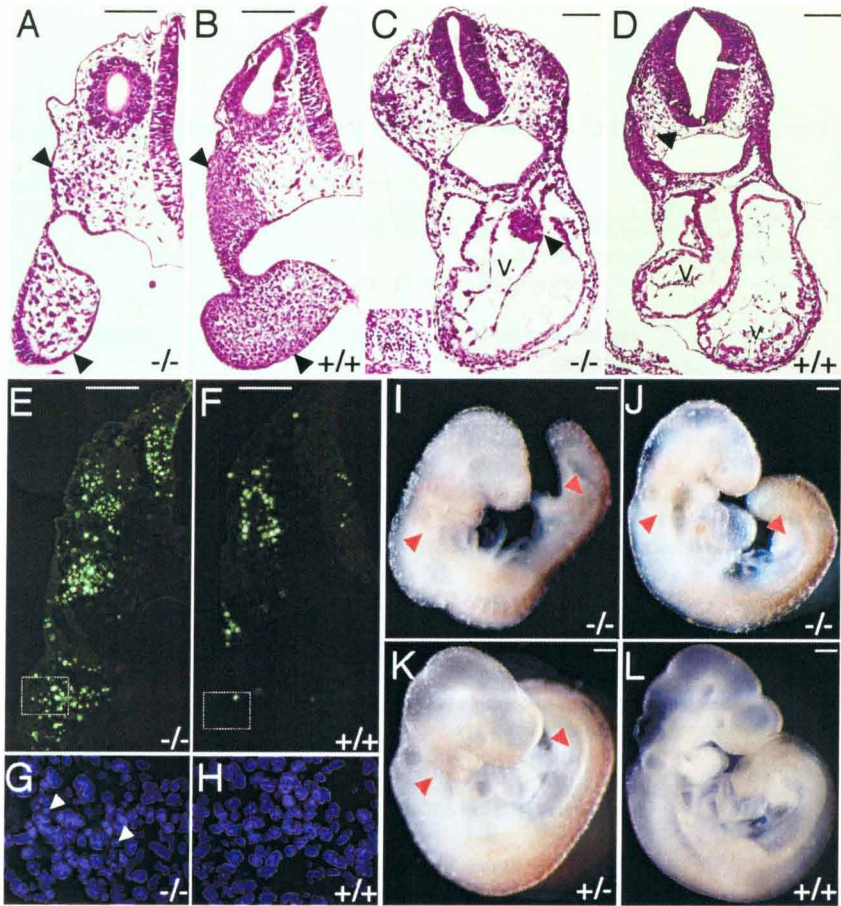 A
B
C
D
-/-
+/+
V
-/-
V
V
+/+
E
F
I
J
-/-
+/+
-/-
-/-
G
H
K
L
-/-
+/+
+/-
+/+